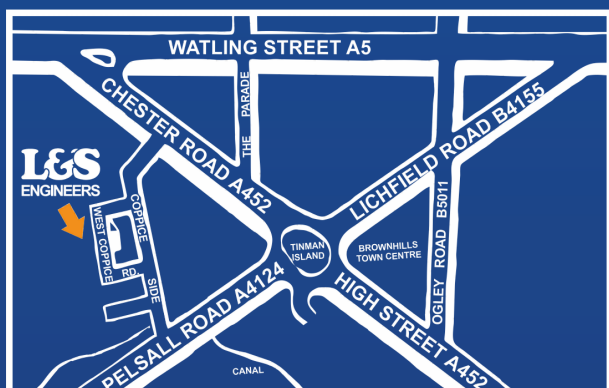 WATLING STREET A5
THE PARADE
CHESTER ROAD A452
LICHFIELD ROAD B4155
L&S
ENGINEERS
COPPICE
SIDE
WEST COPPICE
RD.
OGLEY ROAD B5011
TINMAN
ISLAND
BROWNHILLS
TOWN CENTRE
PELSALL ROAD A4124
HIGH STREET A452
CANAL